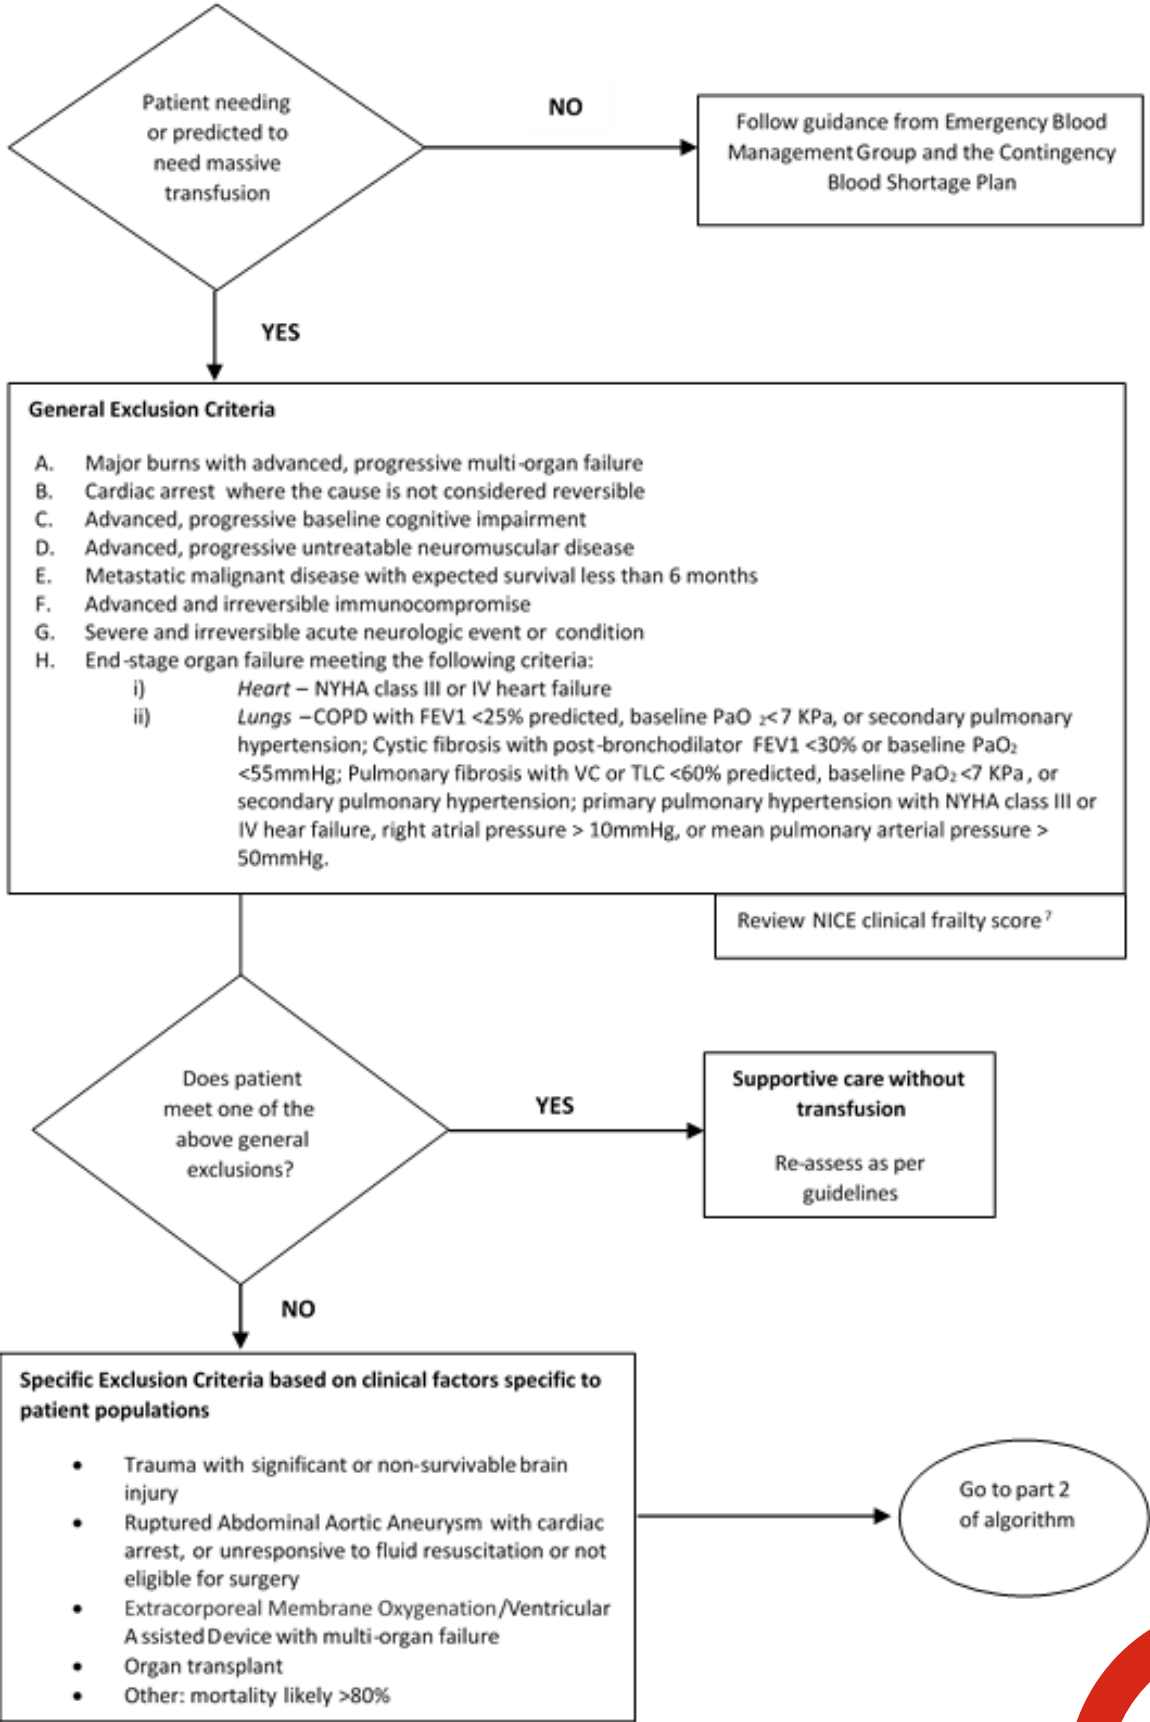 Patient needing
or predicted to
need massive
transfusion
NO
Follow guidance from Emergency Blood
Management Group and the Contingency
Blood Shortage Plan
YES
General Exclusion Criteria
A. Major burns with advanced, progressive multi-organ failure
B. Cardiac arrest where the cause is not considered reversible
C. Advanced, progressive baseline cognitive impairment
D. Advanced, progressive untreatable neuromuscular disease
E. Metastatic malignant disease with expected survival less than 6 months
F. Advanced and irreversible immunocompromise
G. Severe and irreversible acute neurologic event or condition
H. End-stage organ failure meeting the following criteria:
i) Heart – NYHA class III or IV heart failure
ii) Lungs –COPD with FEV1 <25% predicted, baseline PaO ₂< 7 KPa, or secondary pulmonary
hypertension; Cystic fibrosis with post-bronchodilator FEV1 <30% or baseline PaO₂
<55mmHg; Pulmonary fibrosis with VC or TLC <60% predicted, baseline PaO₂ <7 KPa, or
secondary pulmonary hypertension; primary pulmonary hypertension with NYHA class III or
IV hear failure, right atrial pressure > 10mmHg, or mean pulmonary arterial pressure >
50mmHg.
Review NICE clinical frailty score⁷
Does patient
meet one of the
above general
exclusions?
YES
Supportive care without
transfusion
Re-assess as per
guidelines
NO
Specific Exclusion Criteria based on clinical factors specific to
patient populations
• Trauma with significant or non-survivable brain
injury
• Ruptured Abdominal Aortic Aneurysm with cardiac
arrest, or unresponsive to fluid resuscitation or not
eligible for surgery
• Extracorporeal Membrane Oxygenation/Ventricular
Assisted Device with multi-organ failure
• Organ transplant
• Other: mortality likely >80%
Go to part 2
of algorithm